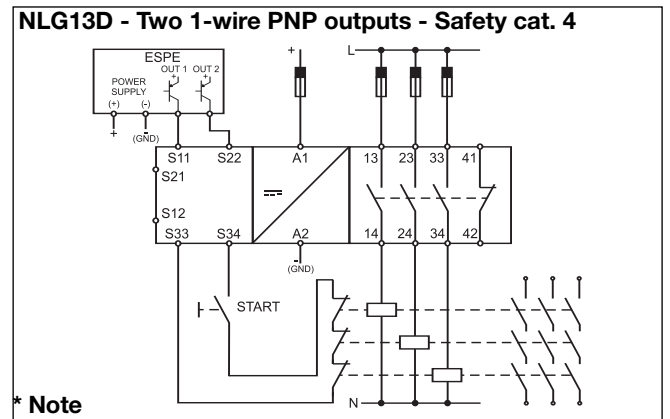 NLG13D - Two 1-wire PNP outputs - Safety cat. 4
ESPE
OUT 1 OUT 2
POWER
SUPPLY
(+) (-)
+ + 
+ -
(GND)
+ L
S11 S22 A1 13 23 33 41
S21
S12
S33 S34 A2 14 24 34 42
-
(GND)
START
N
* Note